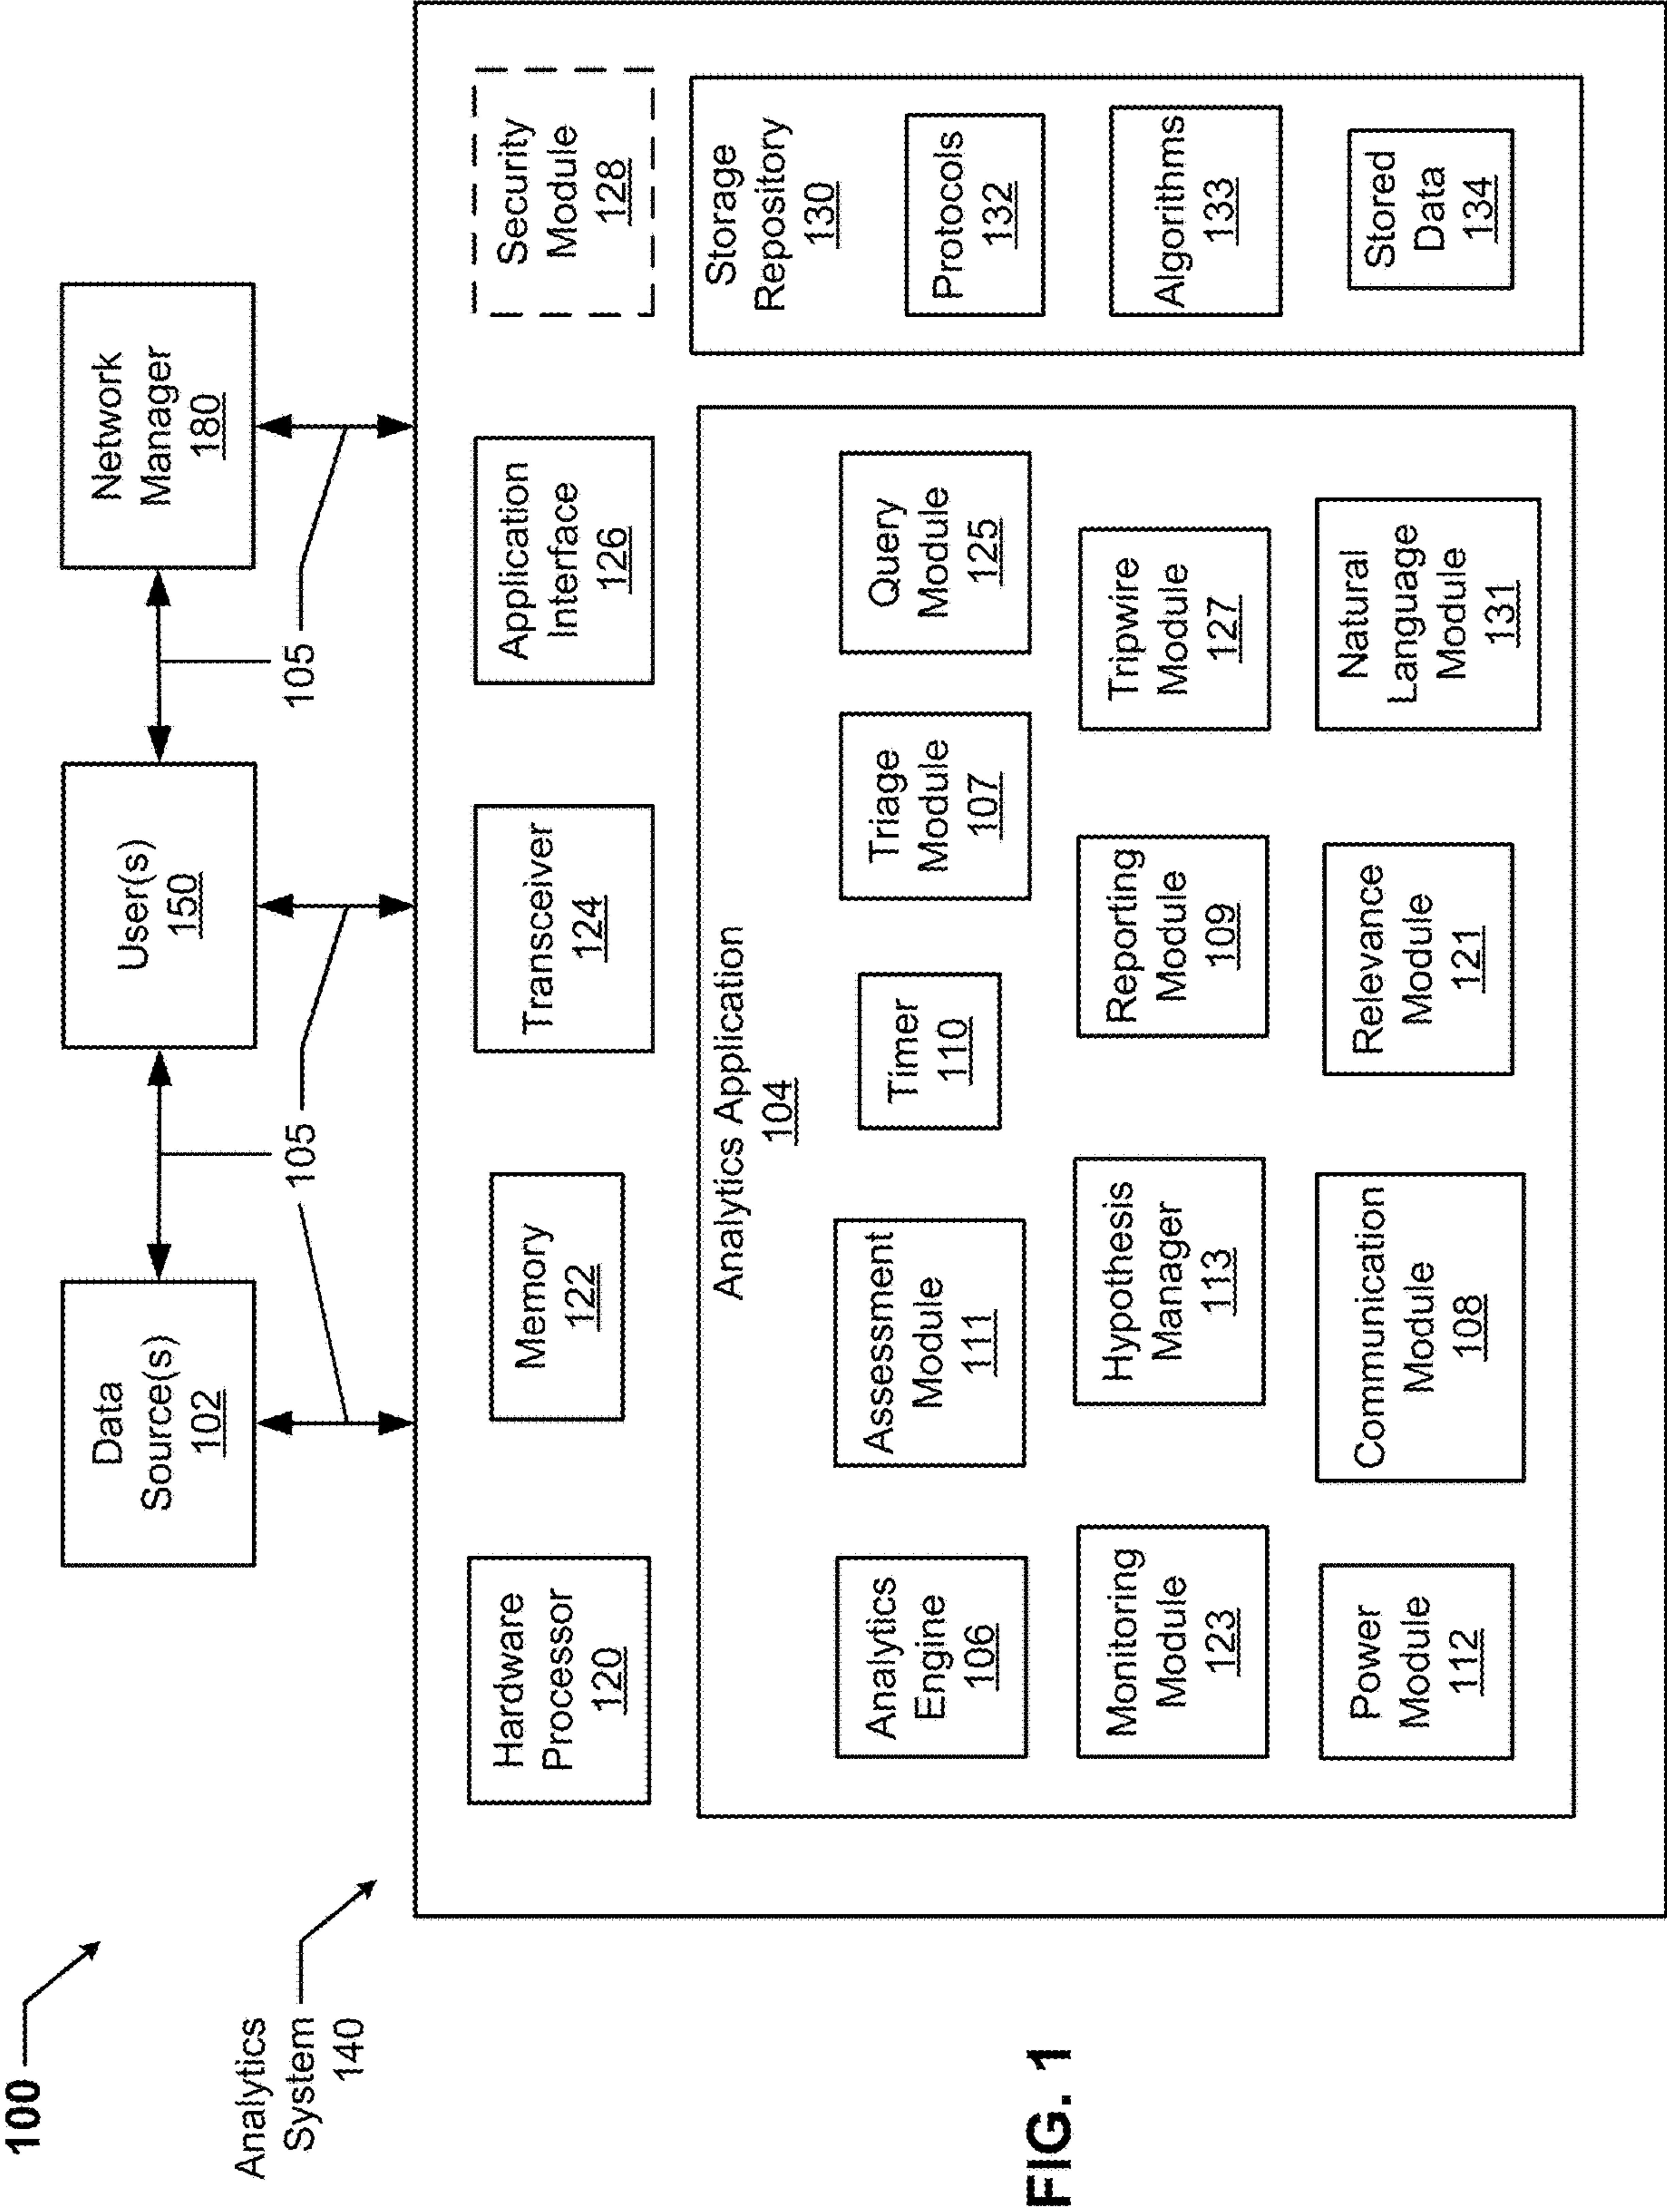 100
Analytics
System
140
Data
Source(s)
102
User(s)
150
Network
Manager
180
105
105
Hardware
Processor
120
Memory
122
Transceiver
124
Application
Interface
126
Security
Module
128
Analytics Application
104
Analytics
Engine
106
Assessment
Module
111
Timer
110
Triage
Module
107
Query
Module
125
Monitoring
Module
123
Hypothesis
Manager
113
Reporting
Module
109
Tripwire
Module
127
Power
Module
112
Communication
Module
108
Relevance
Module
121
Natural
Language
Module
131
Storage
Repository
130
Protocols
132
Algorithms
133
Stored
Data
134
FIG. 1